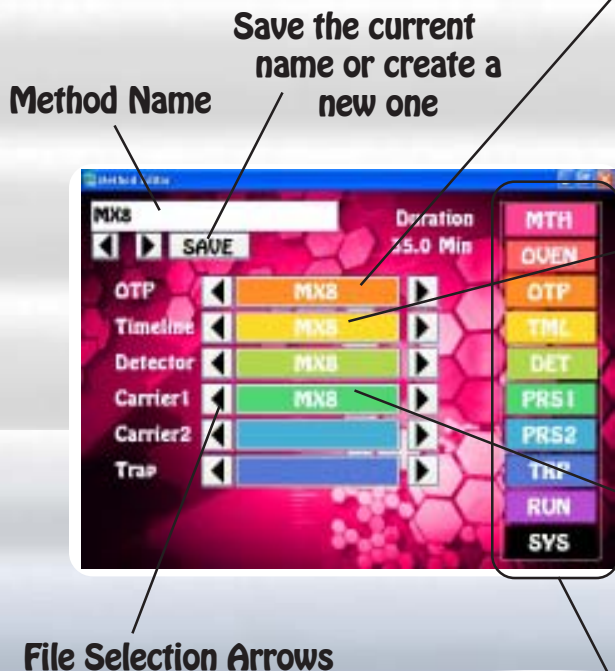 Save the current
name or create a
new one
Method Name
Method Editor
MX8
Duration
SAVE
35.0 Min
OTP MX8
Timeline MX8
Detector MX8
Carrier1 MX8
Carrier2
Trap
MTH
OVEN
OTP
TML
DET
PRS1
PRS2
TRP
RUN
SYS
File Selection Arrows